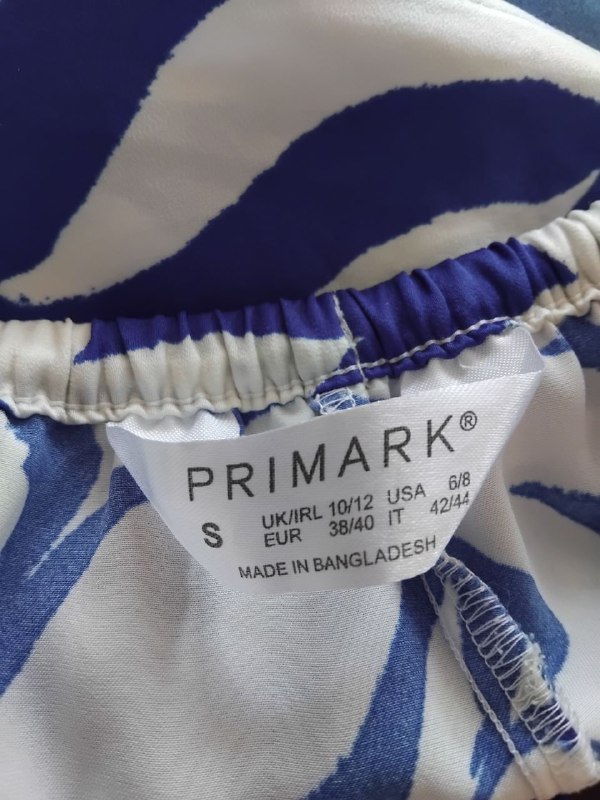 PRIMARK®
S
UK/IRL 10/12 USA 6/8
EUR 38/40 IT 42/44
MADE IN BANGLADESH